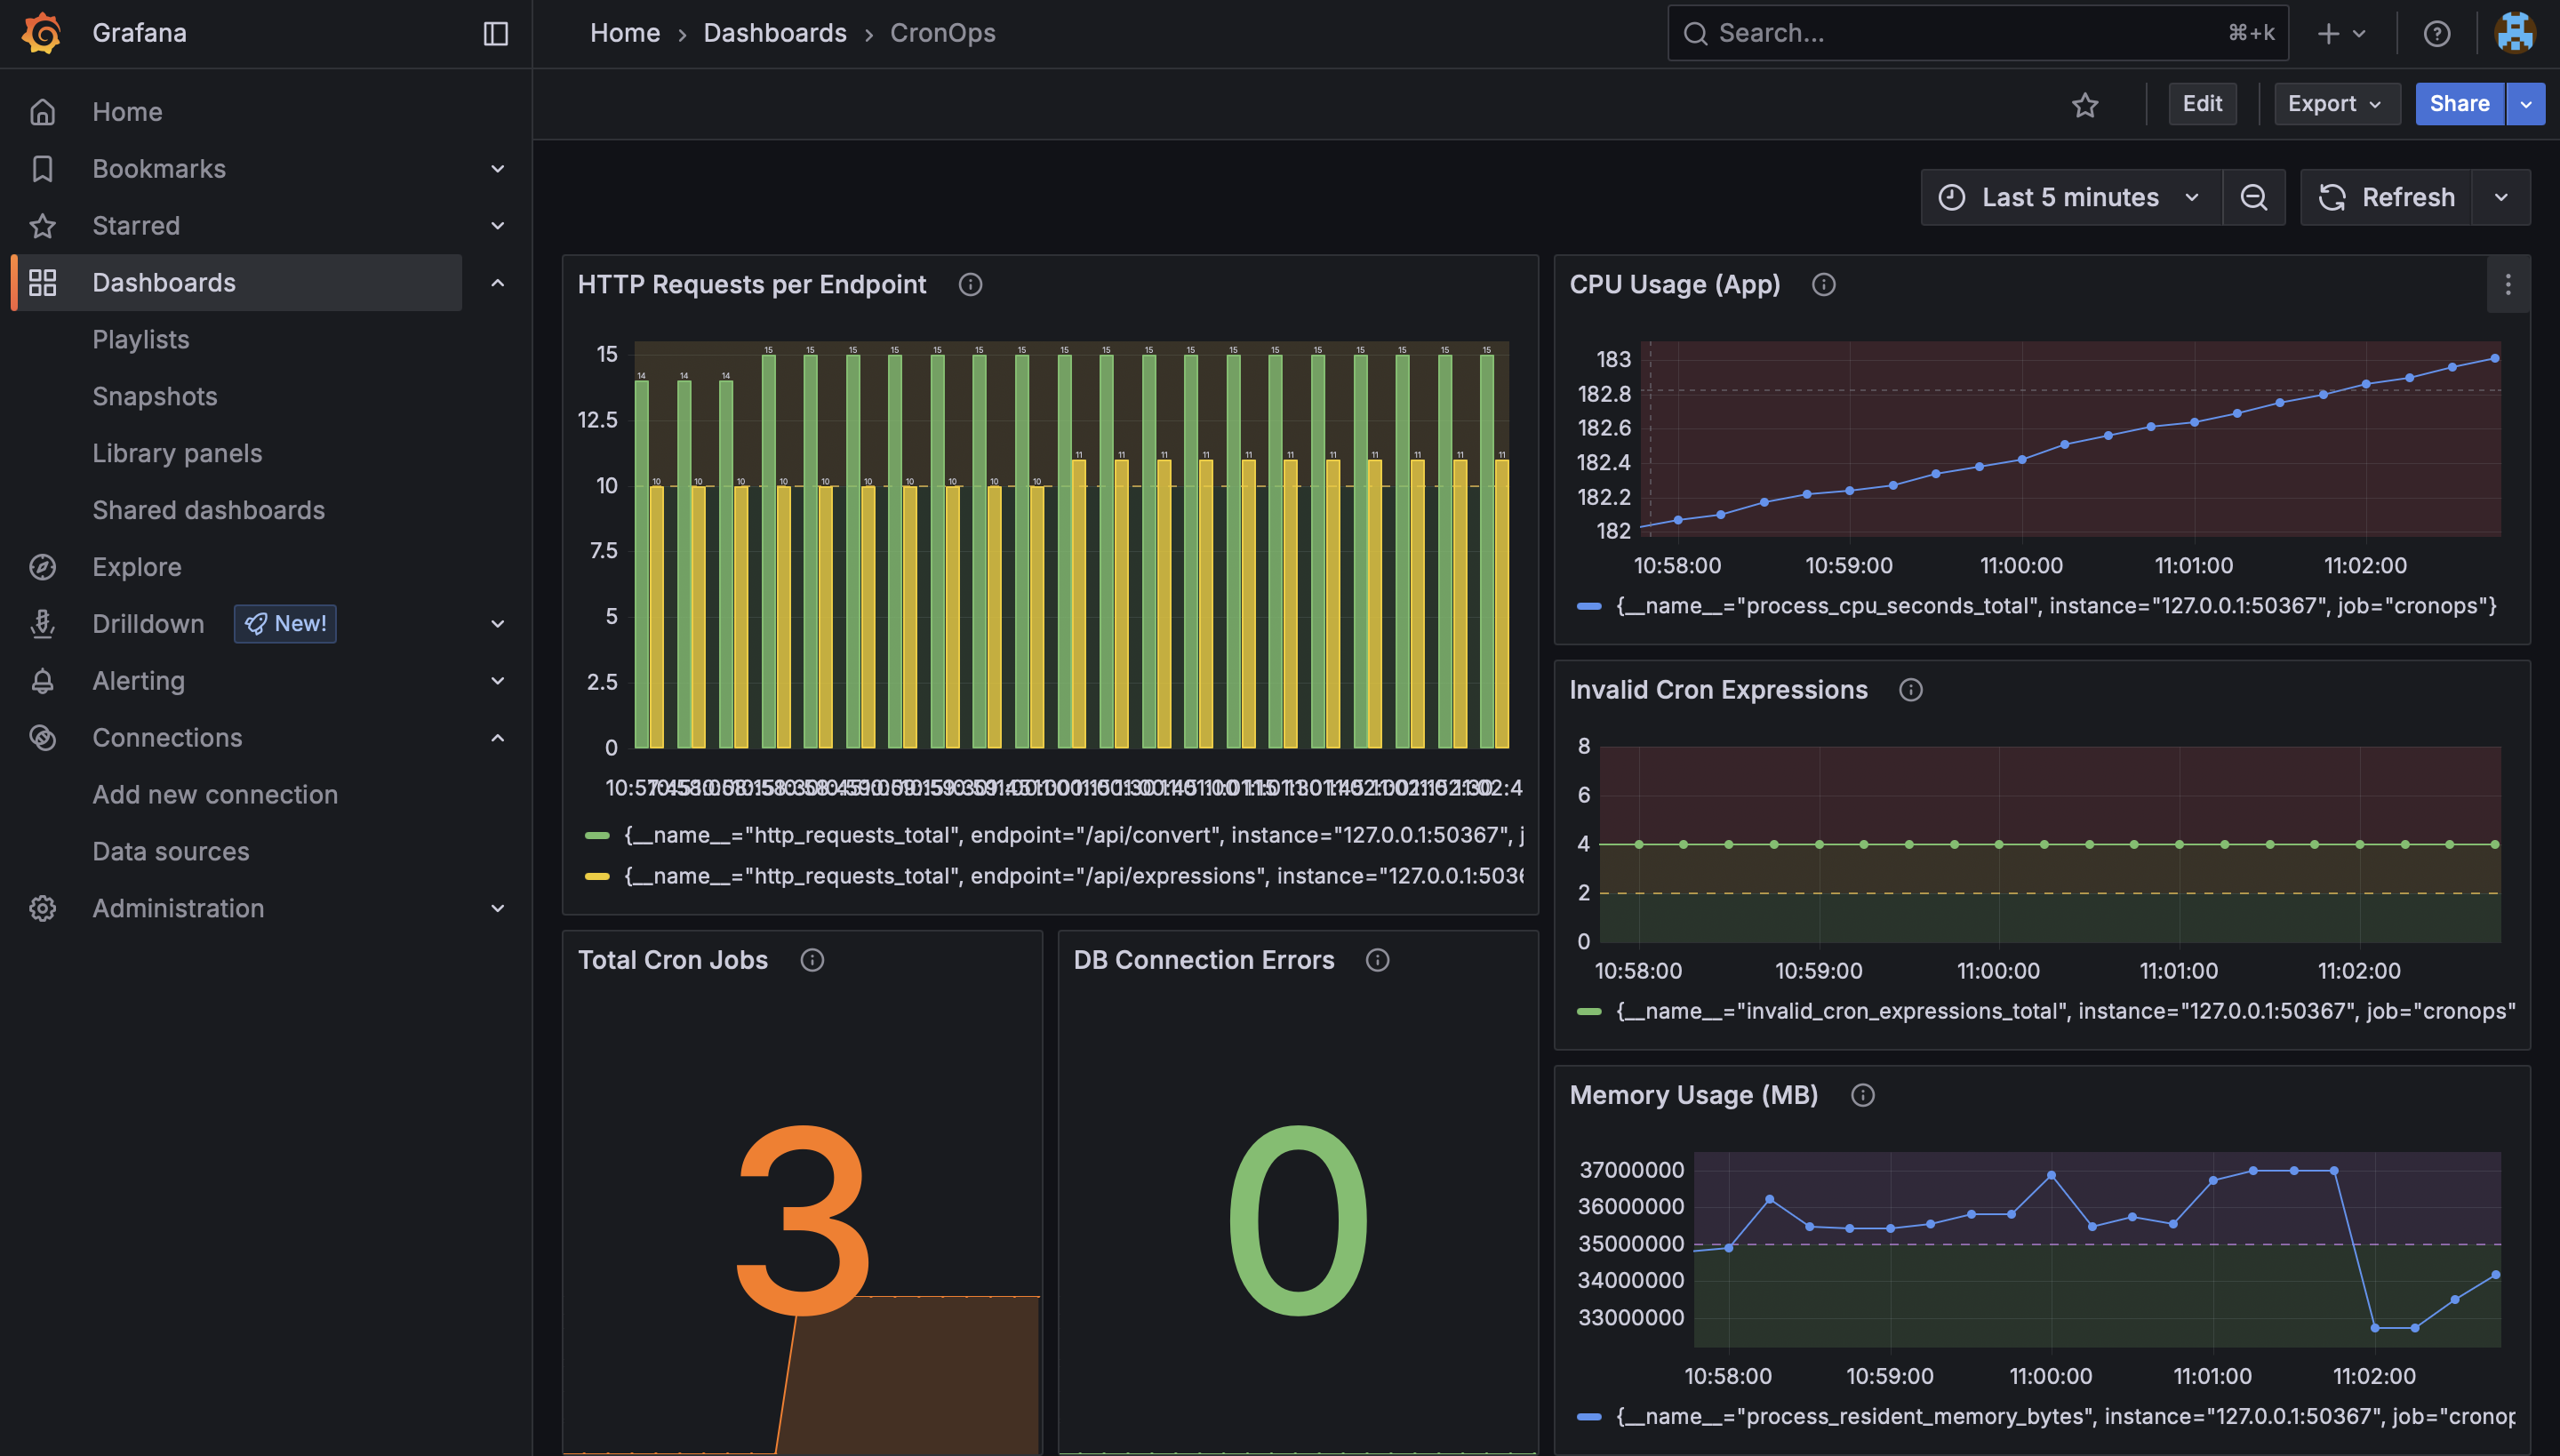 Grafana
Home › Dashboards › CronOps
Search...
⌘+k
Edit
Export
Share
Home
Bookmarks
Starred
Dashboards
Playlists
Snapshots
Library panels
Shared dashboards
Explore
Drilldown
New!
Alerting
Connections
Add new connection
Data sources
Administration
Last 5 minutes
Refresh
HTTP Requests per Endpoint
15
12.5
10
7.5
5
2.5
0
14 14 14 15 15 15 15 15 15 15 15 15 15 15 15 15 15 15 15 15 15
10 10 10 10 10 10 10 10 10 10 11 11 11 11 11 11 11 11 11 11 11
{__name__="http_requests_total", endpoint="/api/convert", instance="127.0.0.1:50367", j
{__name__="http_requests_total", endpoint="/api/expressions", instance="127.0.0.1:5036
CPU Usage (App)
183
182.8
182.6
182.4
182.2
182
10:58:00 10:59:00 11:00:00 11:01:00 11:02:00
{__name__="process_cpu_seconds_total", instance="127.0.0.1:50367", job="cronops"}
Invalid Cron Expressions
8
6
4
2
0
10:58:00 10:59:00 11:00:00 11:01:00 11:02:00
{__name__="invalid_cron_expressions_total", instance="127.0.0.1:50367", job="cronops"
Total Cron Jobs
3
DB Connection Errors
0
Memory Usage (MB)
37000000
36000000
35000000
34000000
33000000
10:58:00 10:59:00 11:00:00 11:01:00 11:02:00
{__name__="process_resident_memory_bytes", instance="127.0.0.1:50367", job="cronop